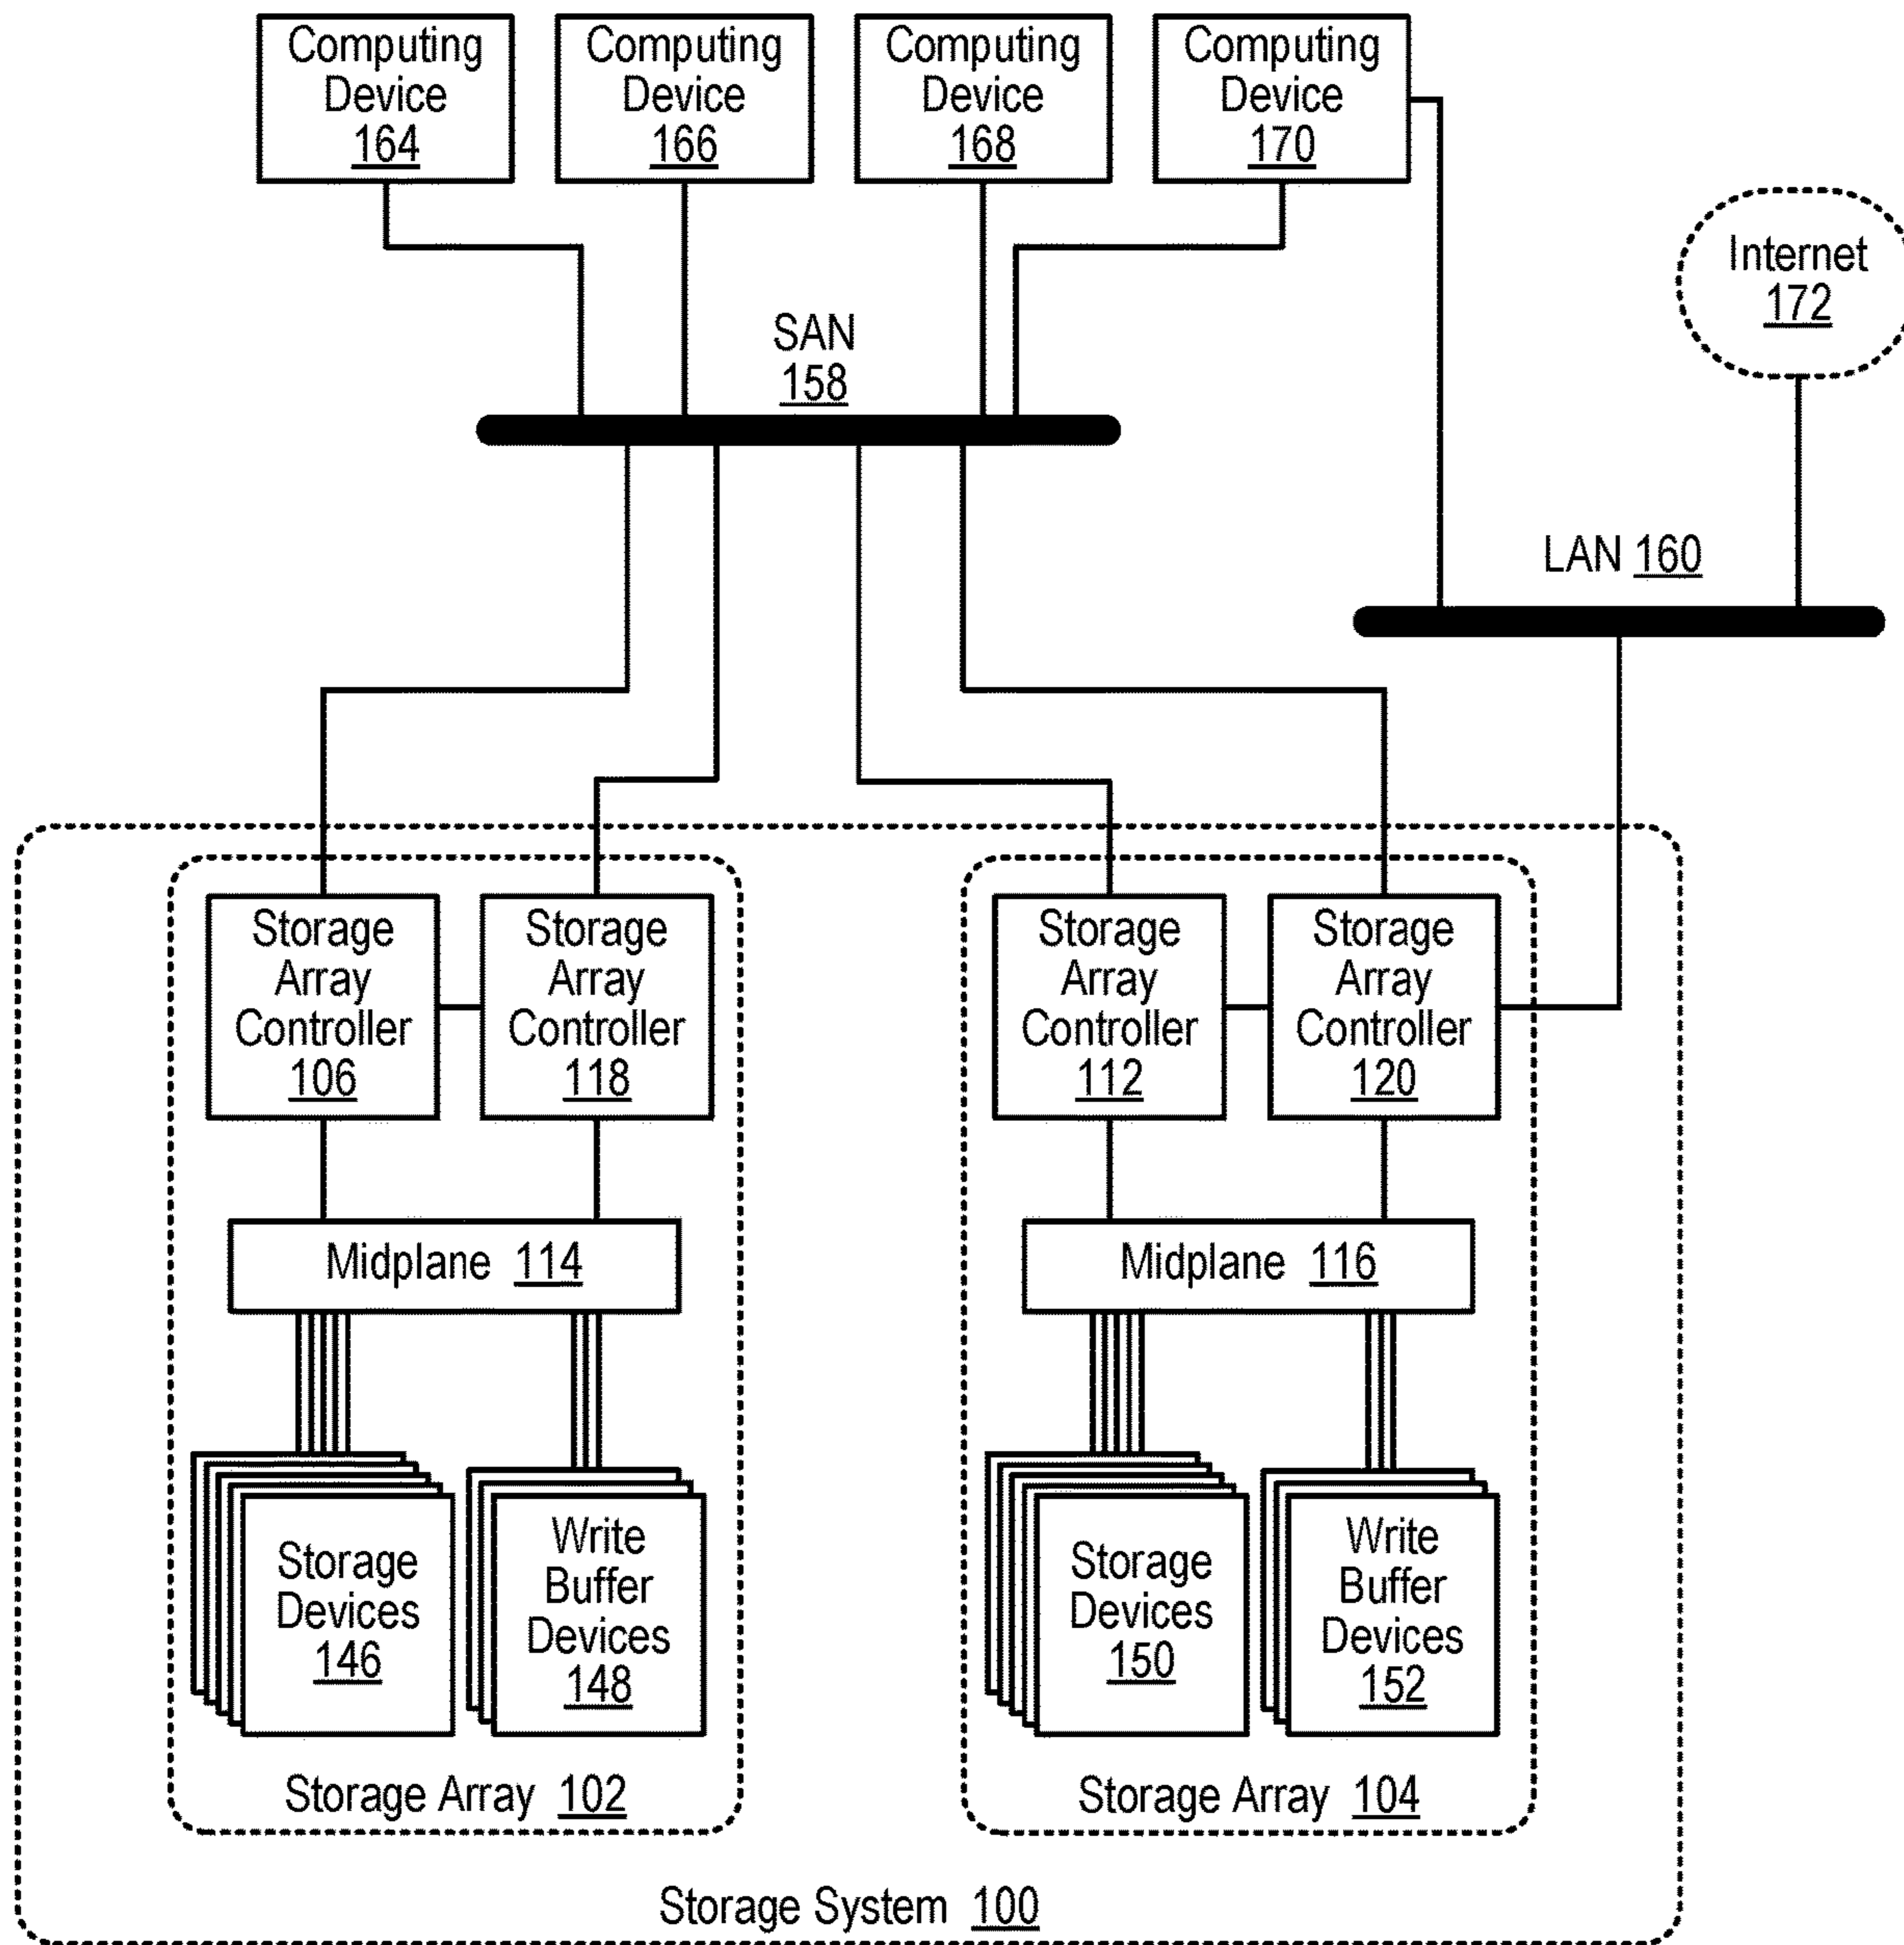 Computing
Device
164
Computing
Device
166
Computing
Device
168
Computing
Device
170
Internet
172
SAN
158
LAN 160
Storage
Array
Controller
106
Storage
Array
Controller
118
Storage
Array
Controller
112
Storage
Array
Controller
120
Midplane 114
Midplane 116
Storage
Devices
146
Write
Buffer
Devices
148
Storage
Devices
150
Write
Buffer
Devices
152
Storage Array 102
Storage Array 104
Storage System 100